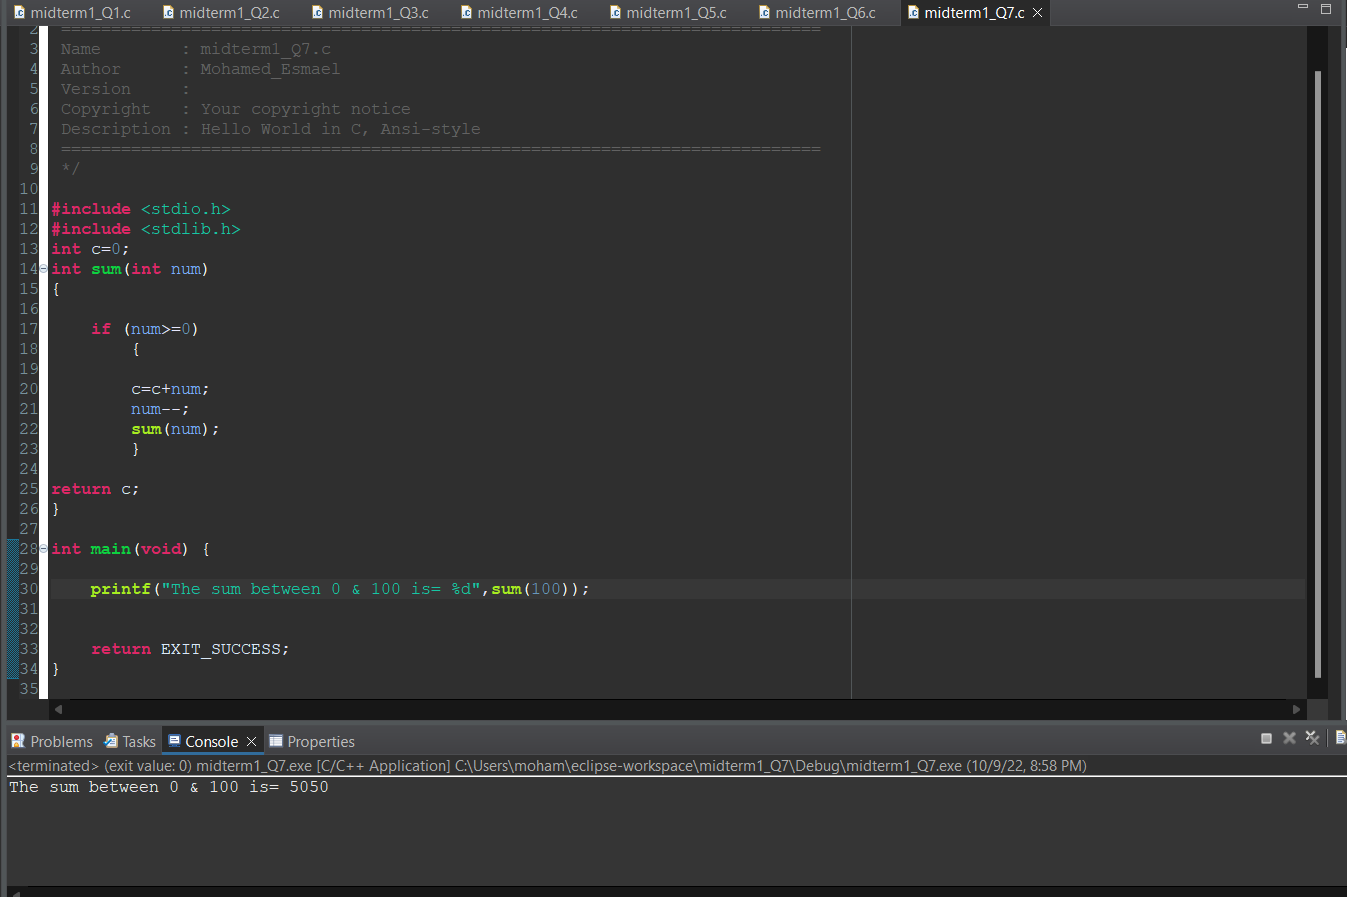 midterm1_Q1.c midterm1_Q2.c midterm1_Q3.c midterm1_Q4.c midterm1_Q5.c midterm1_Q6.c midterm1_Q7.c
2 ============================================================================
3 Name        : midterm1_Q7.c
4 Author      : Mohamed_Esmael
5 Version     :
6 Copyright   : Your copyright notice
7 Description : Hello World in C, Ansi-style
8 ============================================================================
9 */
10
11 #include <stdio.h>
12 #include <stdlib.h>
13 int c=0;
14 int sum(int num)
15 {
16
17     if (num>=0)
18         {
19
20         c=c+num;
21         num--;
22         sum(num);
23         }
24
25 return c;
26 }
27
28 int main(void) {
29
30     printf("The sum between 0 & 100 is= %d",sum(100));
31
32
33     return EXIT_SUCCESS;
34 }
35
Problems Tasks Console Properties
<terminated> (exit value: 0) midterm1_Q7.exe [C/C++ Application] C:\Users\moham\eclipse-workspace\midterm1_Q7\Debug\midterm1_Q7.exe (10/9/22, 8:58 PM)
The sum between 0 & 100 is= 5050